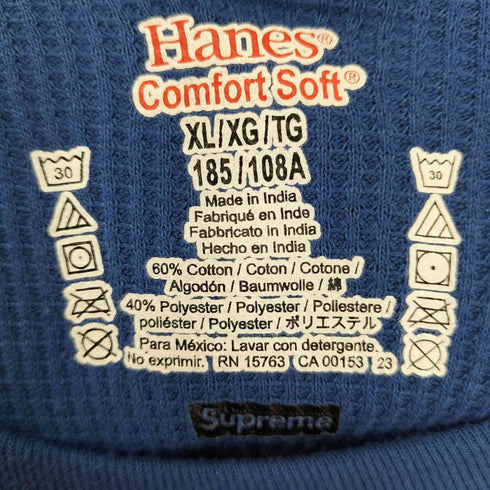 Hanes®
Comfort Soft®
XL/XG/TG
185/108A
Made in India
Fabriqué en Inde
Fabbricato in India
Hecho en India
60% Cotton / Coton / Cotone /
Algodón / Baumwolle / 綿
40% Polyester / Polyester / Poliestere /
poliéster / Polyester / ポリエステル
Para México: Lavar con detergente.
No exprimir. RN 15763 CA 00153 23
30
30
Supreme